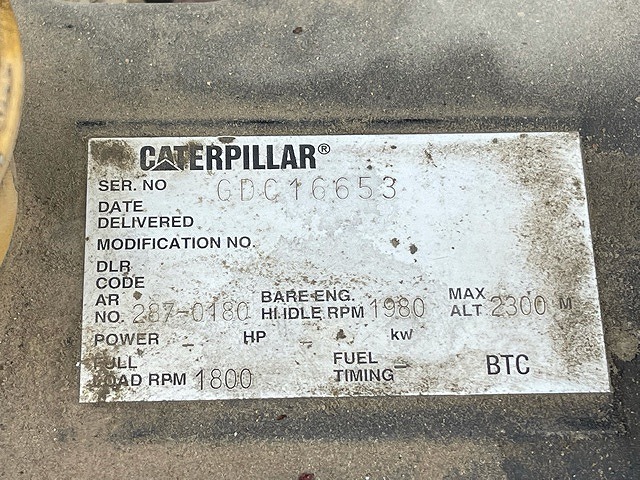 CATERPILLAR®
SER. NO GDC16653
DATE
DELIVERED
MODIFICATION NO.
DLR
CODE
AR BARE ENG. MAX
NO. 287-0180 HI IDLE RPM 1980 ALT 2300 M
POWER - HP - kw
FULL FUEL
LOAD RPM 1800 TIMING - BTC